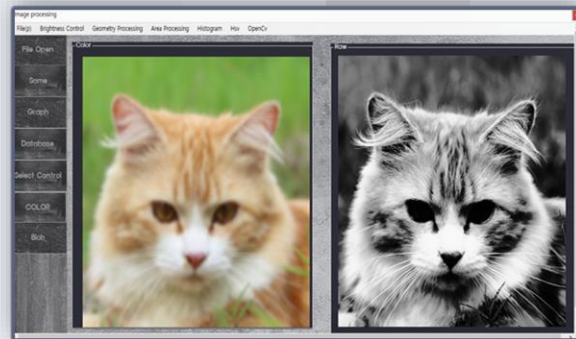 Image processing
File(p) Brightness Control Geometry Processing Area Processing Histogram Hsv OpenCv
File Open
Same
Graph
Database
Select Control
COLOR
Blob
Color
Raw